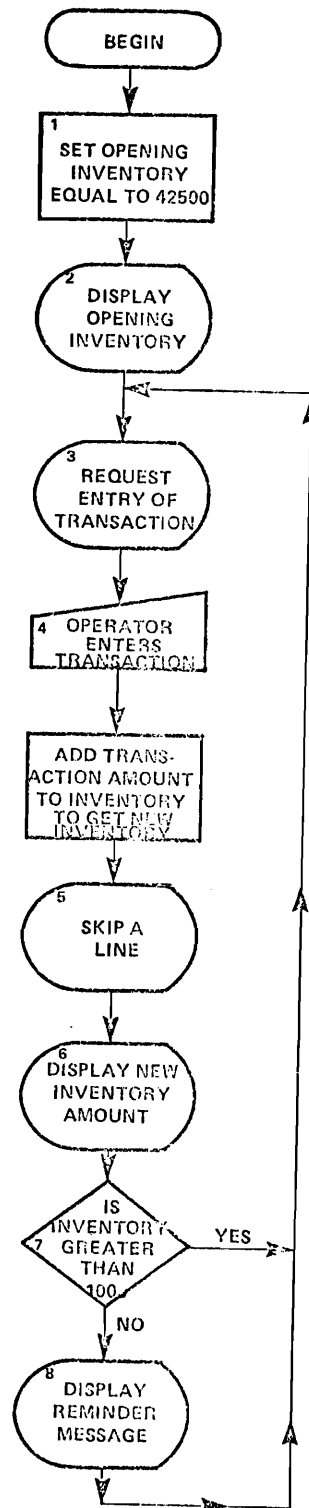 BEGIN
1
SET OPENING
INVENTORY
EQUAL TO 42500
2
DISPLAY
OPENING
INVENTORY
3
REQUEST
ENTRY OF
TRANSACTION
4
OPERATOR
ENTERS
TRANSACTION
ADD TRANS-
ACTION AMOUNT
TO INVENTORY
TO GET NEW
INVENTORY
5
SKIP A
LINE
6
DISPLAY NEW
INVENTORY
AMOUNT
7
IS
INVENTORY
GREATER
THAN
100
YES
NO
8
DISPLAY
REMINDER
MESSAGE